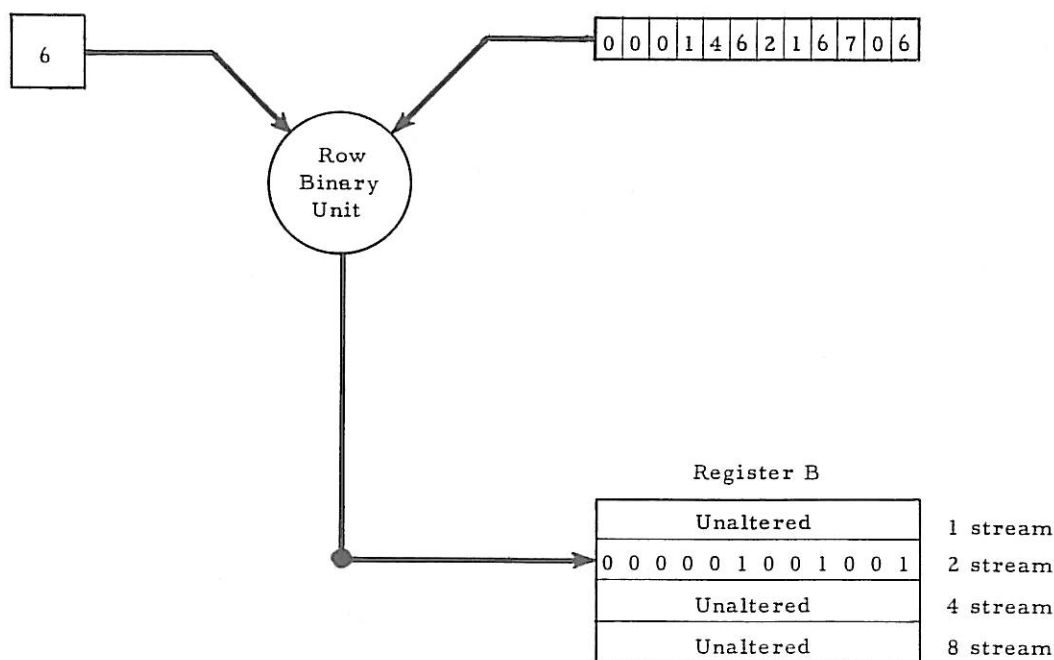 6
0 0 0 1 4 6 2 1 6 7 0 6
Row
Binary
Unit
Register B
Unaltered 1 stream
0 0 0 0 0 1 0 0 1 0 0 1 2 stream
Unaltered 4 stream
Unaltered 8 stream